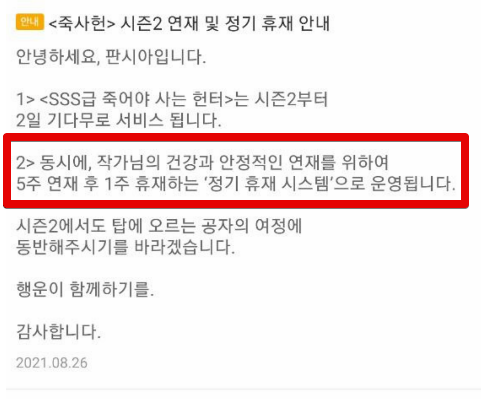 안내 <죽사헌> 시즌2 연재 및 정기 휴재 안내
안녕하세요, 판시아입니다.
1> <SSS급 죽어야 사는 헌터>는 시즌2부터
2일 기다무로 서비스 됩니다.
2> 동시에, 작가님의 건강과 안정적인 연재를 위하여
5주 연재 후 1주 휴재하는 '정기 휴재 시스템'으로 운영됩니다.
시즌2에서도 탑에 오르는 공자의 여정에
동반해주시기를 바라겠습니다.
행운이 함께하기를.
감사합니다.
2021.08.26